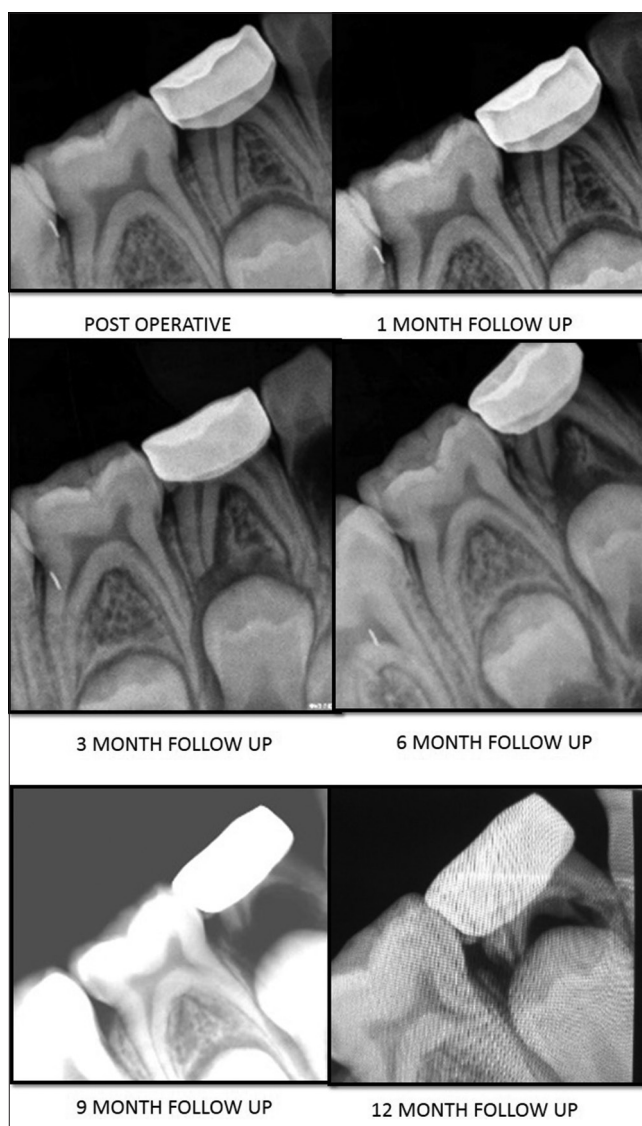 POST OPERATIVE
1 MONTH FOLLOW UP
3 MONTH FOLLOW UP
6 MONTH FOLLOW UP
9 MONTH FOLLOW UP
12 MONTH FOLLOW UP